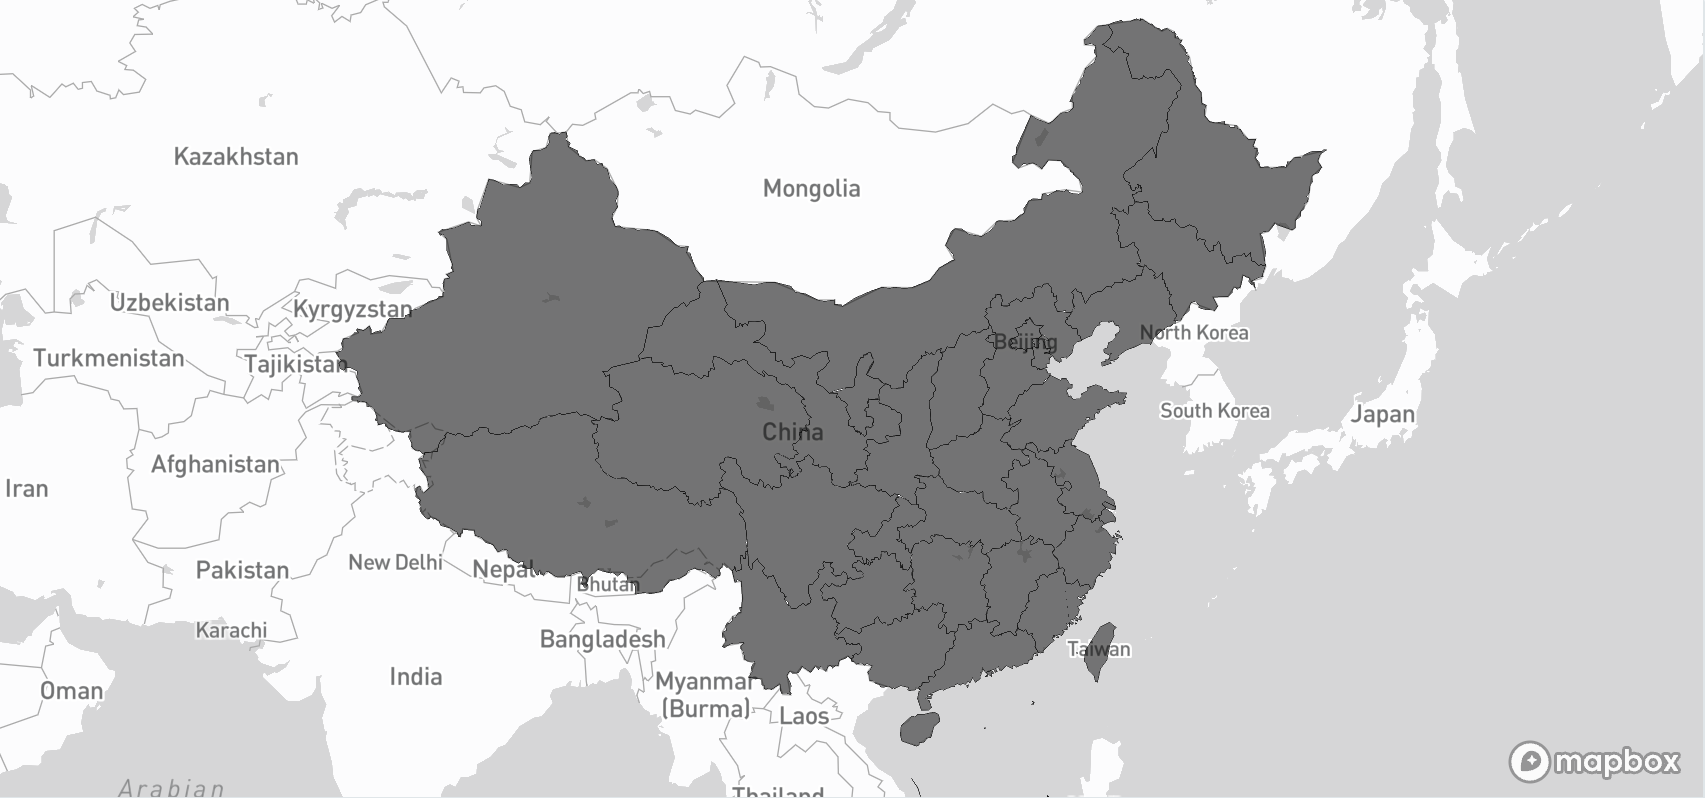 Kazakhstan
Mongolia
Uzbekistan
Kyrgyzstan
North Korea
Beijing
Turkmenistan
Tajikistan
South Korea
Japan
China
Afghanistan
Iran
New Delhi
Pakistan
Nepal
Bhutan
Karachi
Bangladesh
Taiwan
India
Myanmar
(Burma)
Oman
Laos
mapbox
Arabian
Thailand